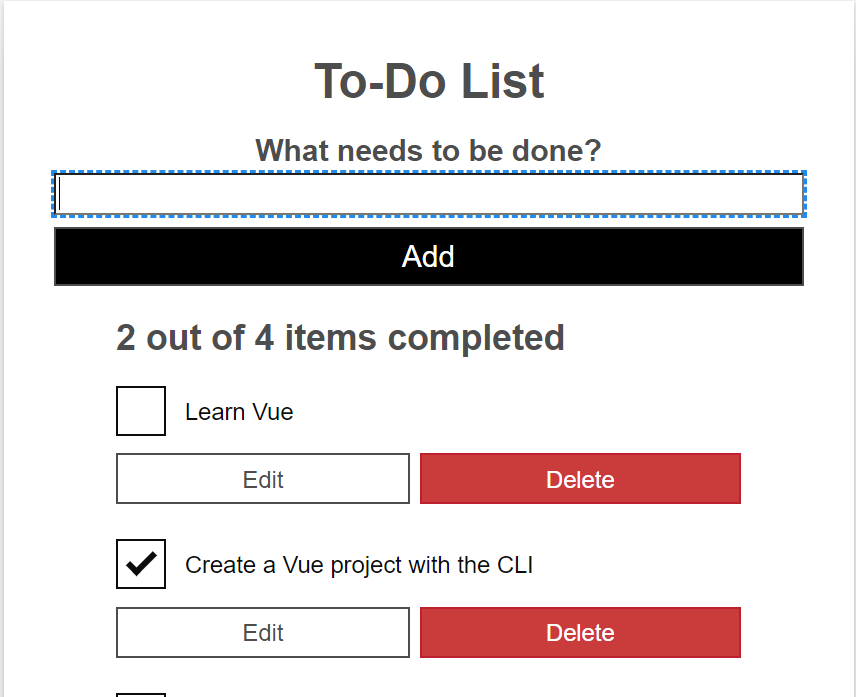 To-Do List
What needs to be done?
Add
2 out of 4 items completed
Learn Vue
Edit Delete
Create a Vue project with the CLI
Edit Delete